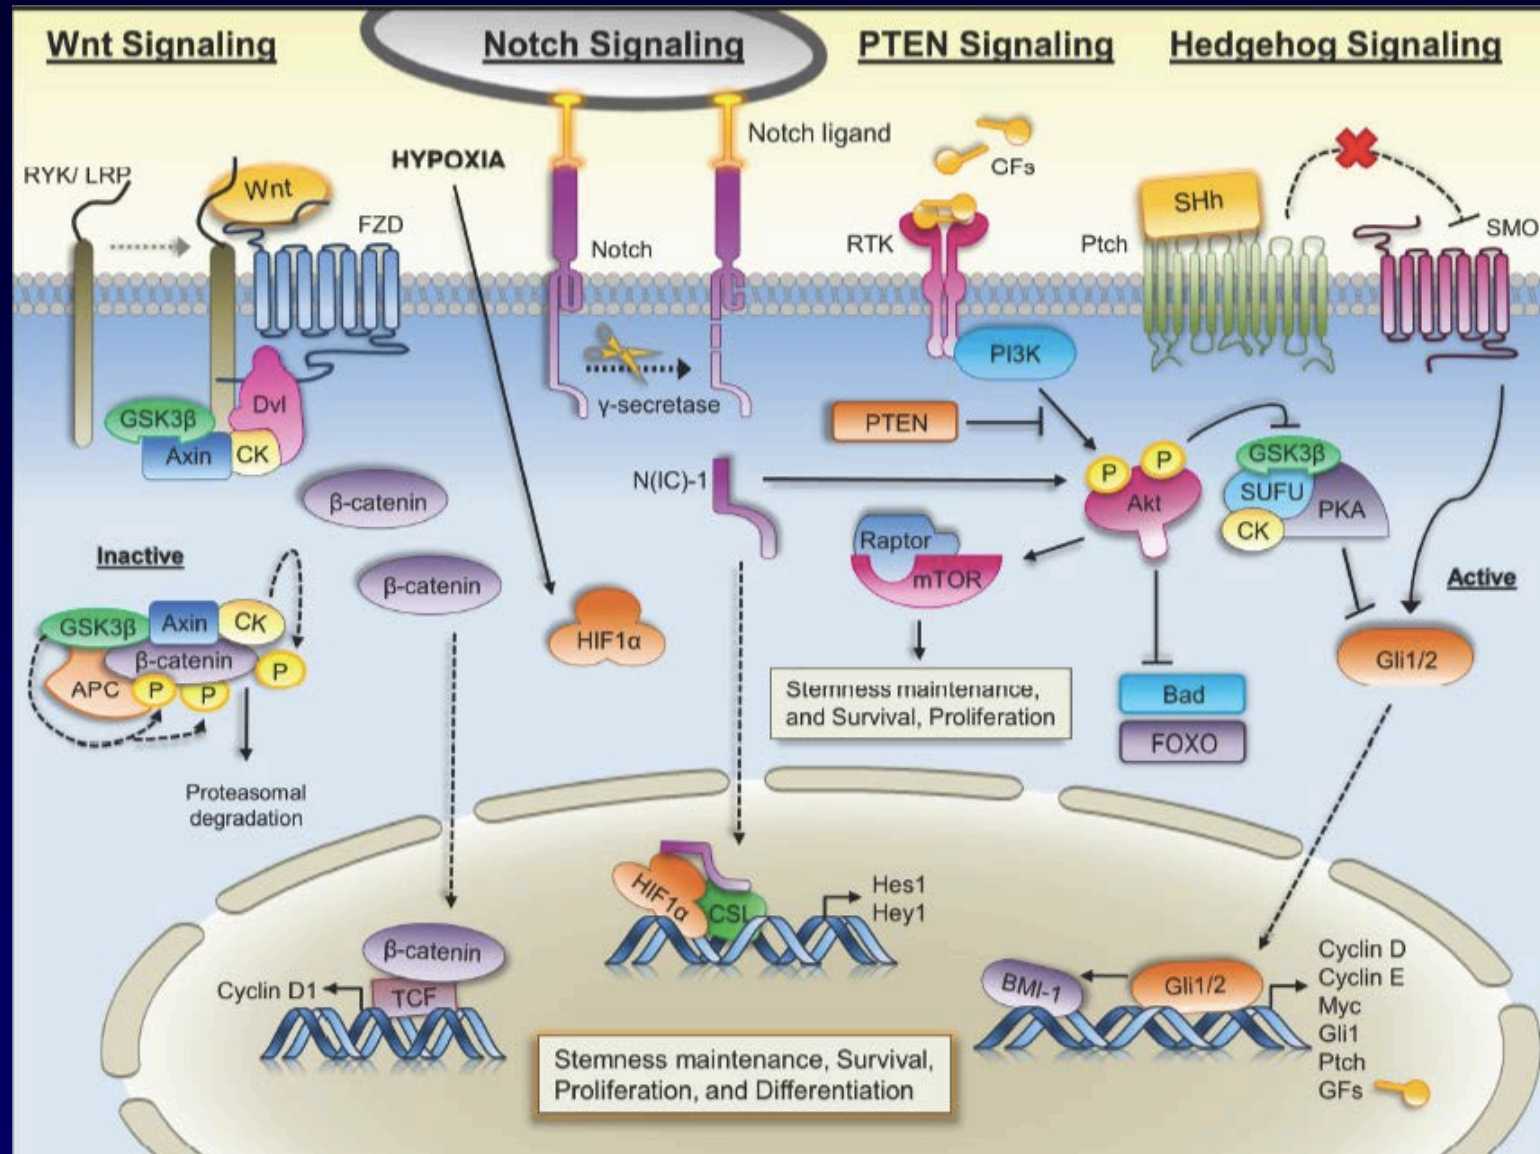 Wnt Signaling
Notch Signaling
PTEN Signaling
Hedgehog Signaling
RYK/ LRP
Wnt
FZD
HYPOXIA
Notch ligand
Notch
GFs
RTK
SHh
Ptch
SMO
PI3K
GSK3β
Dvl
Axin
CK
γ-secretase
PTEN
N(IC)-1
P
P
Akt
GSK3β
SUFU
PKA
CK
β-catenin
Raptor
mTOR
Inactive
β-catenin
Active
GSK3β
Axin
CK
β-catenin
APC
P
P
P
HIF1α
Gli1/2
Stemness maintenance,
and Survival, Proliferation
Bad
FOXO
Proteasomal
degradation
HIF1α
CSL
Hes1
Hey1
β-catenin
TCF
Cyclin D1
BMI-1
Gli1/2
Cyclin D
Cyclin E
Myc
Gli1
Ptch
GFs
Stemness maintenance, Survival,
Proliferation, and Differentiation